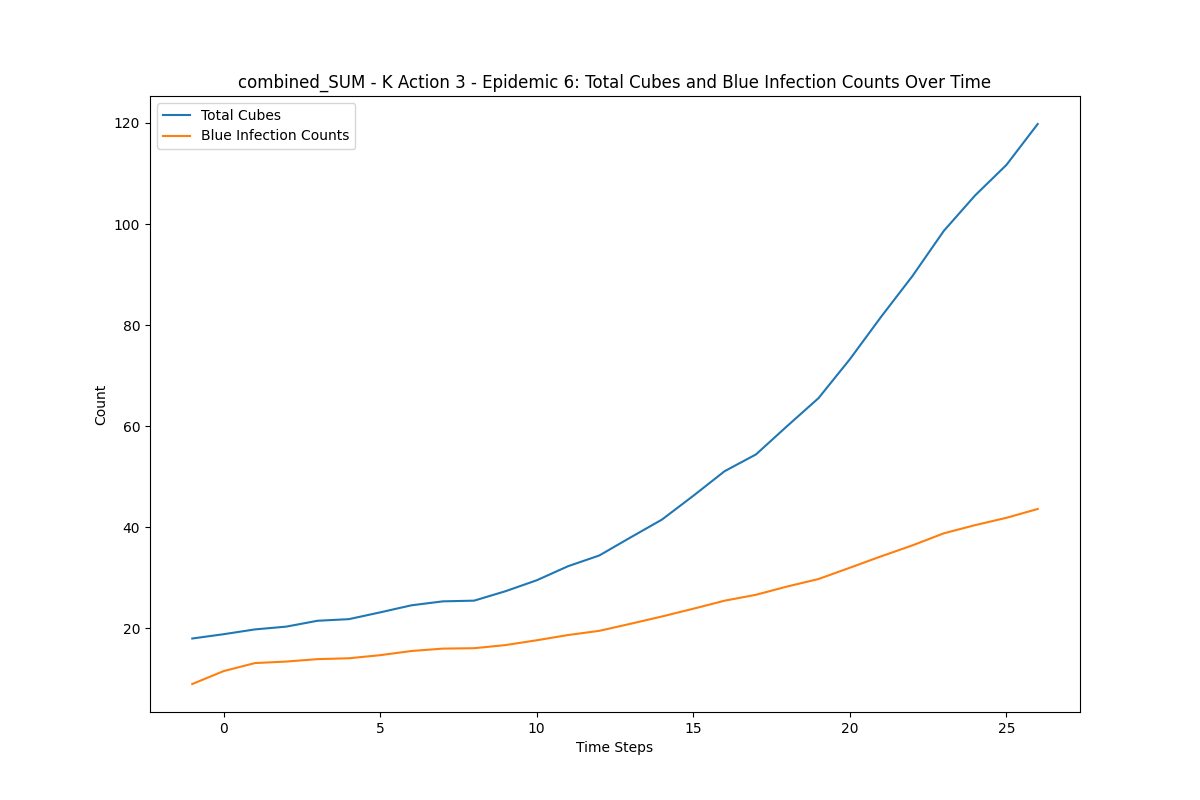 combined_SUM - K Action 3 - Epidemic 6: Total Cubes and Blue Infection Counts Over Time
Total Cubes
Blue Infection Counts
120
100
80
60
40
20
Count
0 5 10 15 20 25
Time Steps